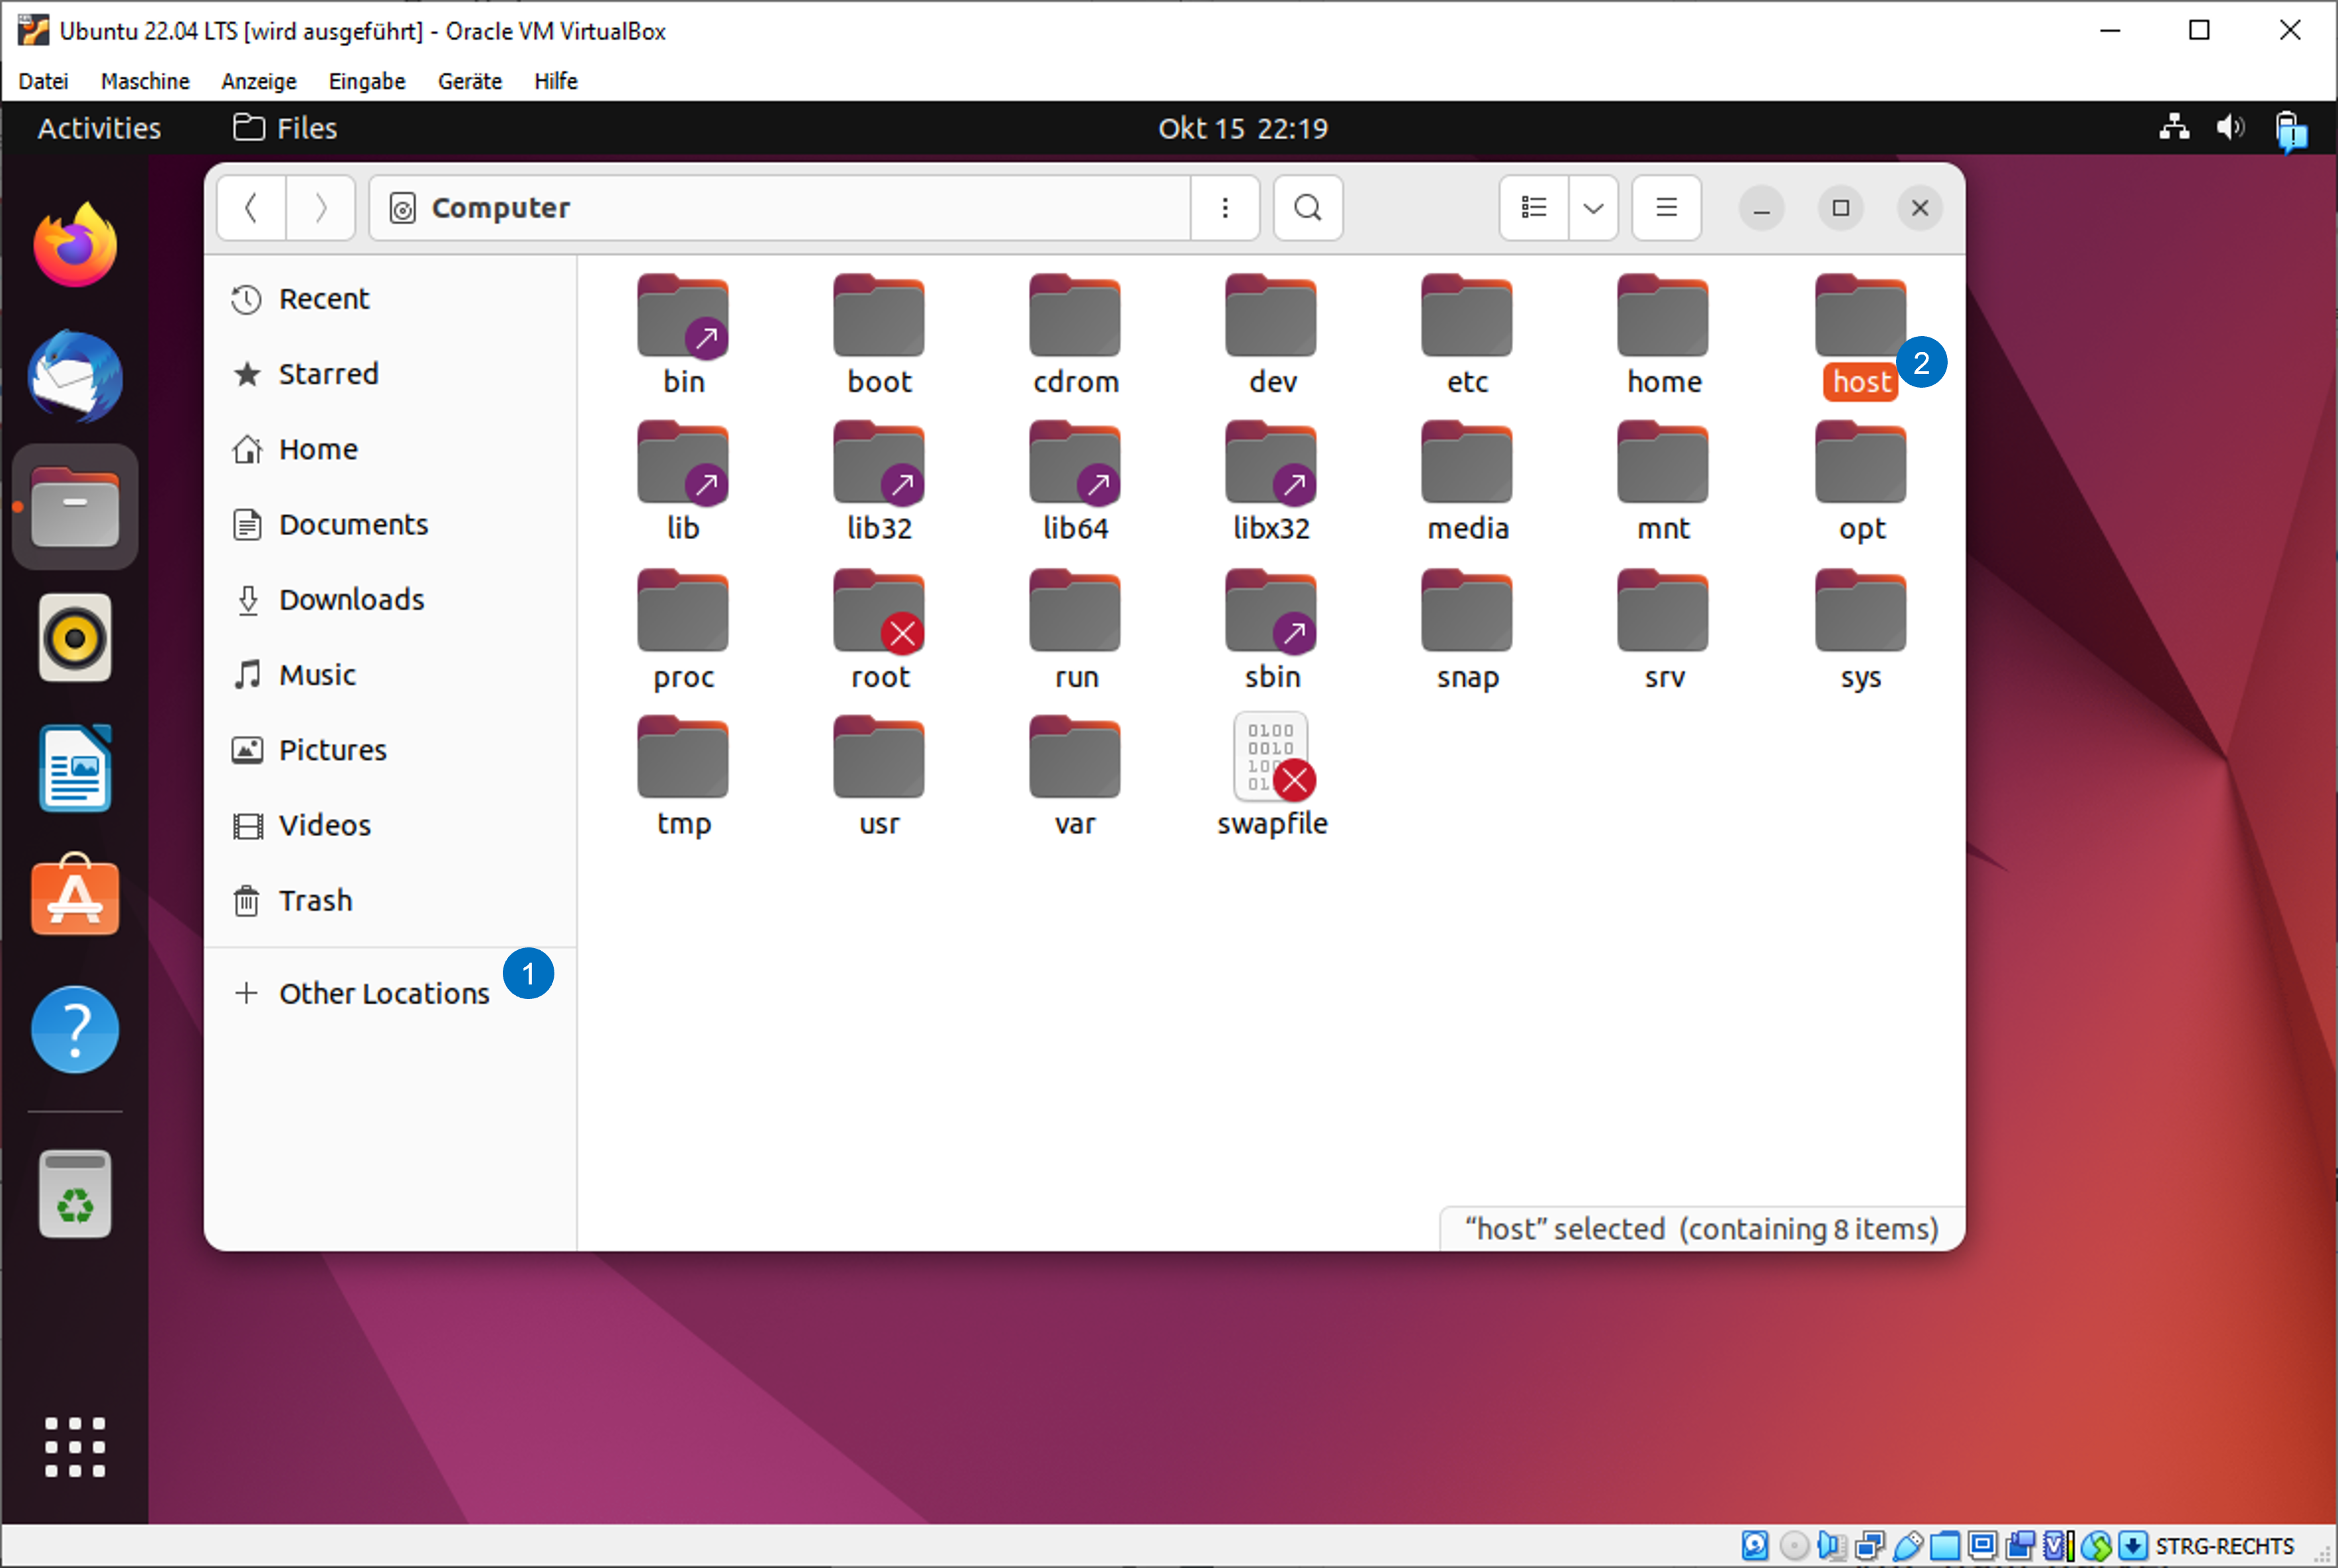 Ubuntu 22.04 LTS [wird ausgeführt] - Oracle VM VirtualBox
Datei Maschine Anzeige Eingabe Geräte Hilfe
Activities Files Okt 15 22:19
Computer
Recent
Starred
Home
Documents
Downloads
Music
Pictures
Videos
Trash
Other Locations 1
bin boot cdrom dev etc home host 2
lib lib32 lib64 libx32 media mnt opt
proc root run sbin snap srv sys
0100
0010
tmp usr var swapfile
“host” selected (containing 8 items)
STRG-RECHTS